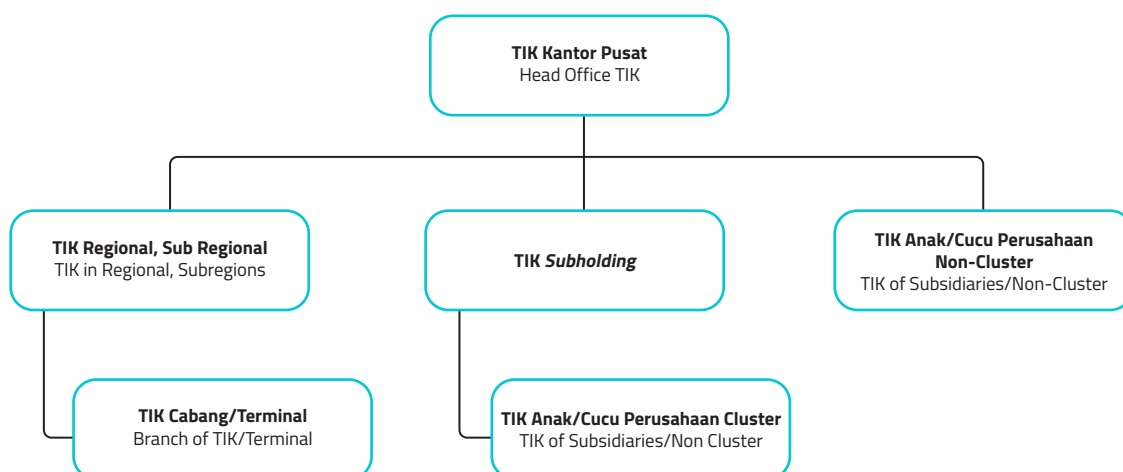 TIK Kantor Pusat
Head Office TIK
TIK Regional, Sub Regional
TIK in Regional, Subregions
TIK Subholding
TIK Anak/Cucu Perusahaan
Non-Cluster
TIK of Subsidiaries/Non-Cluster
TIK Cabang/Terminal
Branch of TIK/Terminal
TIK Anak/Cucu Perusahaan Cluster
TIK of Subsidiaries/Non Cluster